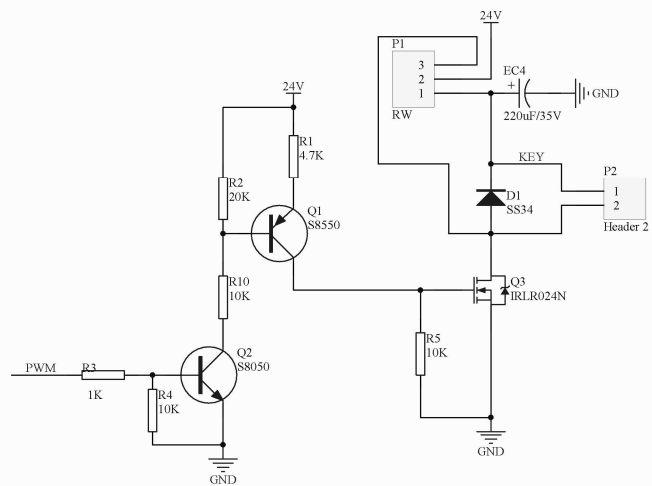 24V
P1
3
2
1
RW
EC4
+
220uF/35V
GND
24V
R1
4.7K
KEY
P2
1
2
Header 2
D1
SS34
R2
20K
Q1
S8550
R10
10K
Q3
IRLR024N
R5
10K
Q2
S8050
PWM
R3
1K
R4
10K
GND
GND